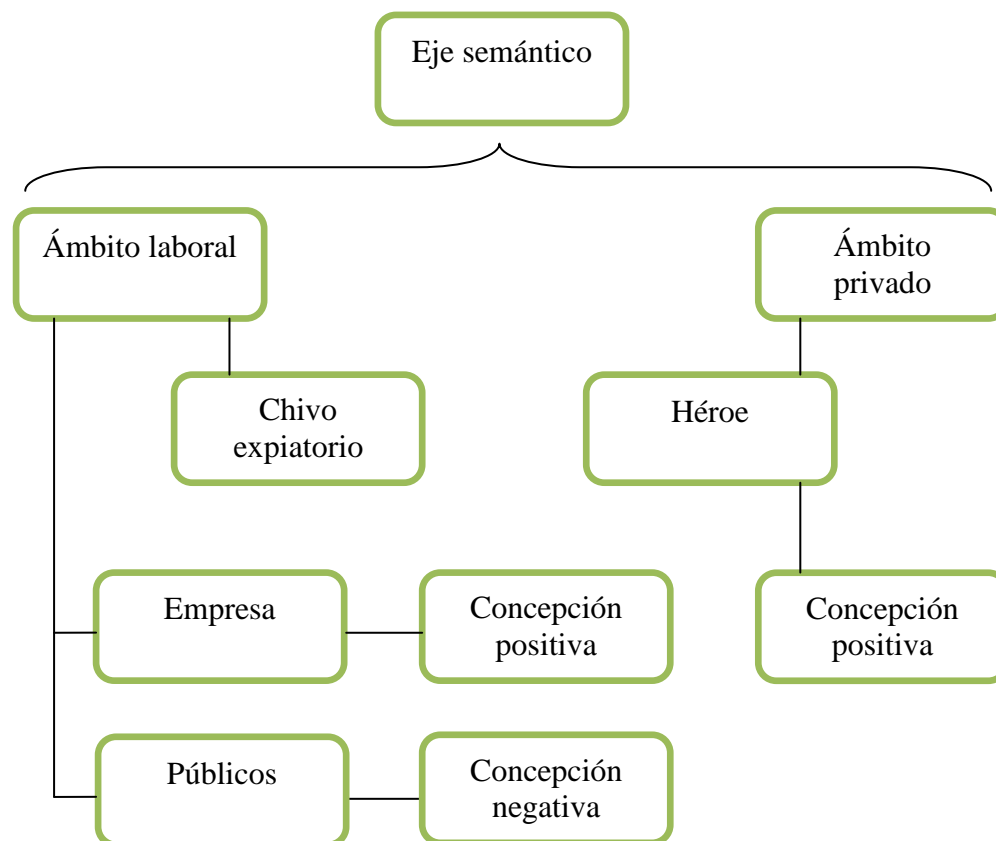 Eje semántico
Ámbito laboral
Ámbito
privado
Chivo
expiatorio
Héroe
Empresa
Concepción
positiva
Concepción
positiva
Públicos
Concepción
negativa